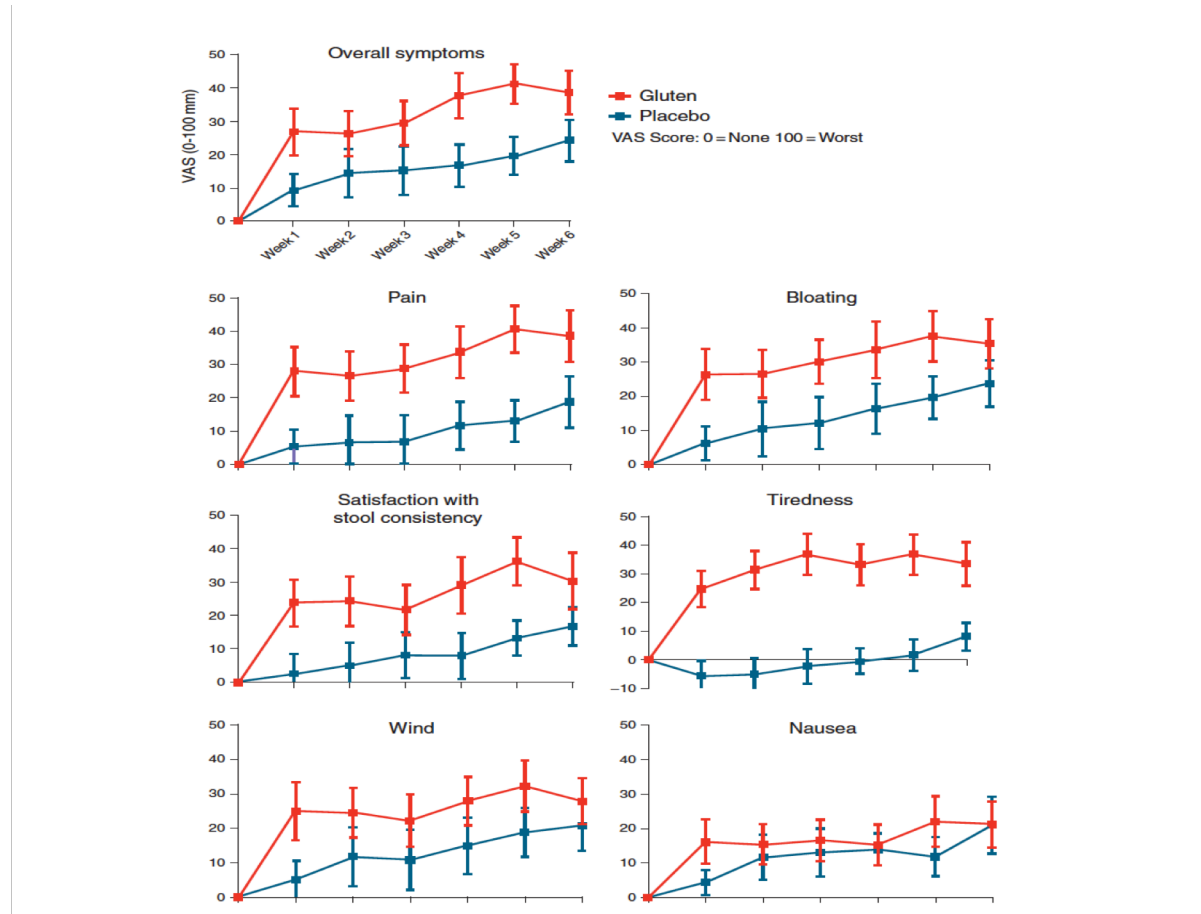 Overall symptoms
VAS (0-100 mm)
50
40
30
20
10
0
Week 1
Week 2
Week 3
Week 4
Week 5
Week 6
Gluten
Placebo
VAS Score: 0 = None 100 = Worst
Pain
50
40
30
20
10
0
Bloating
50
40
30
20
10
0
Satisfaction with
stool consistency
50
40
30
20
10
0
Tiredness
50
40
30
20
10
0
−10
Wind
50
40
30
20
10
0
Nausea
50
40
30
20
10
0